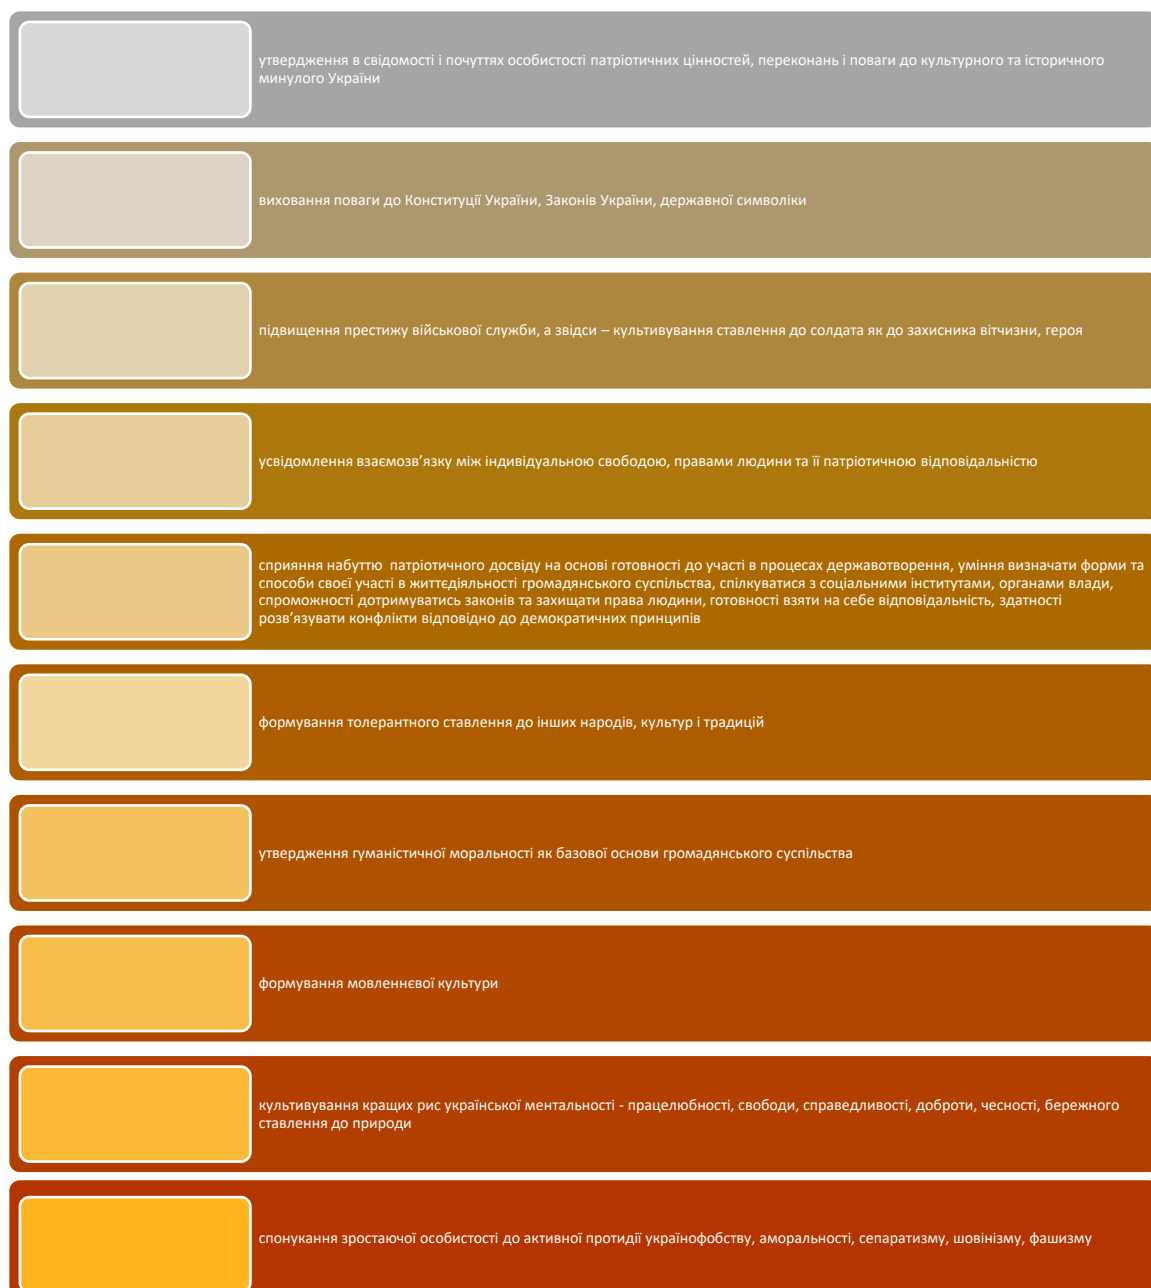 утвердження в свідомості і почуттях особистості патріотичних цінностей, переконань і поваги до культурного та історичного
минулого України
виховання поваги до Конституції України, Законів України, державної символіки
підвищення престижу військової служби, а звідси – культивування ставлення до солдата як до захисника вітчизни, героя
усвідомлення взаємозв’язку між індивідуальною свободою, правами людини та її патріотичною відповідальністю
сприяння набуттю  патріотичного досвіду на основі готовності до участі в процесах державотворення, уміння визначати форми та
способи своєї участі в життєдіяльності громадянського суспільства, спілкуватися з соціальними інститутами, органами влади,
спроможності дотримуватись законів та захищати права людини, готовності взяти на себе відповідальність, здатності
розв’язувати конфлікти відповідно до демократичних принципів
формування толерантного ставлення до інших народів, культур і традицій
утвердження гуманістичної моральності як базової основи громадянського суспільства
формування мовленнєвої культури
культивування кращих рис української ментальності - працелюбності, свободи, справедливості, доброти, чесності, бережного
ставлення до природи
спонукання зростаючої особистості до активної протидії українофобству, аморальності, сепаратизму, шовінізму, фашизму